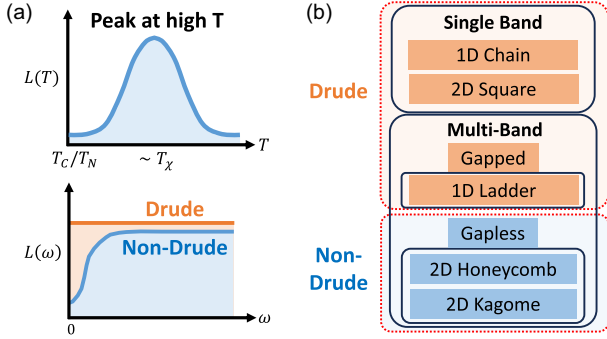 (a)
Peak at high T
L(T)
T
T_C/T_N
~ T_χ
Drude
L(ω)
Non-Drude
0
ω
(b)
Single Band
1D Chain
2D Square
Drude
Multi-Band
Gapped
1D Ladder
Gapless
Non-
Drude
2D Honeycomb
2D Kagome